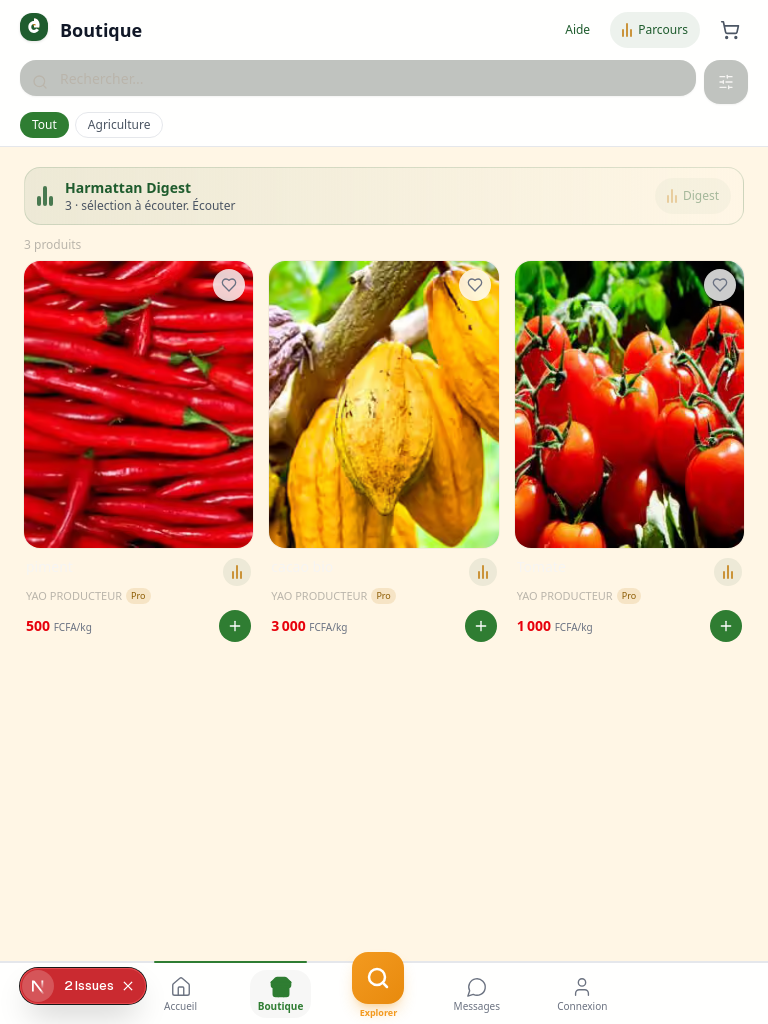 Boutique
Aide
Parcours
Rechercher...
Tout
Agriculture
Harmattan Digest
3 · sélection à écouter. Écouter
Digest
3 produits
YAO PRODUCTEUR Pro
500 FCFA/kg
YAO PRODUCTEUR Pro
3 000 FCFA/kg
YAO PRODUCTEUR Pro
1 000 FCFA/kg
N 2 Issues
Accueil
Boutique
Explorer
Messages
Connexion